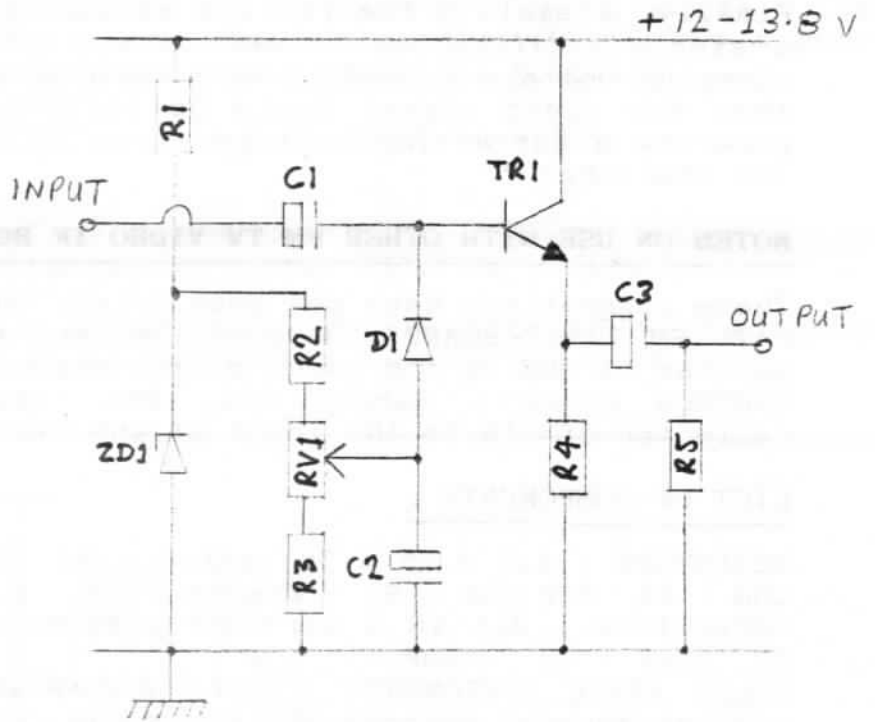 +12-13.8 V
R1
C1
TR1
INPUT
C3
OUTPUT
R2
D1
ZD1
RV1
R4
R5
R3
C2